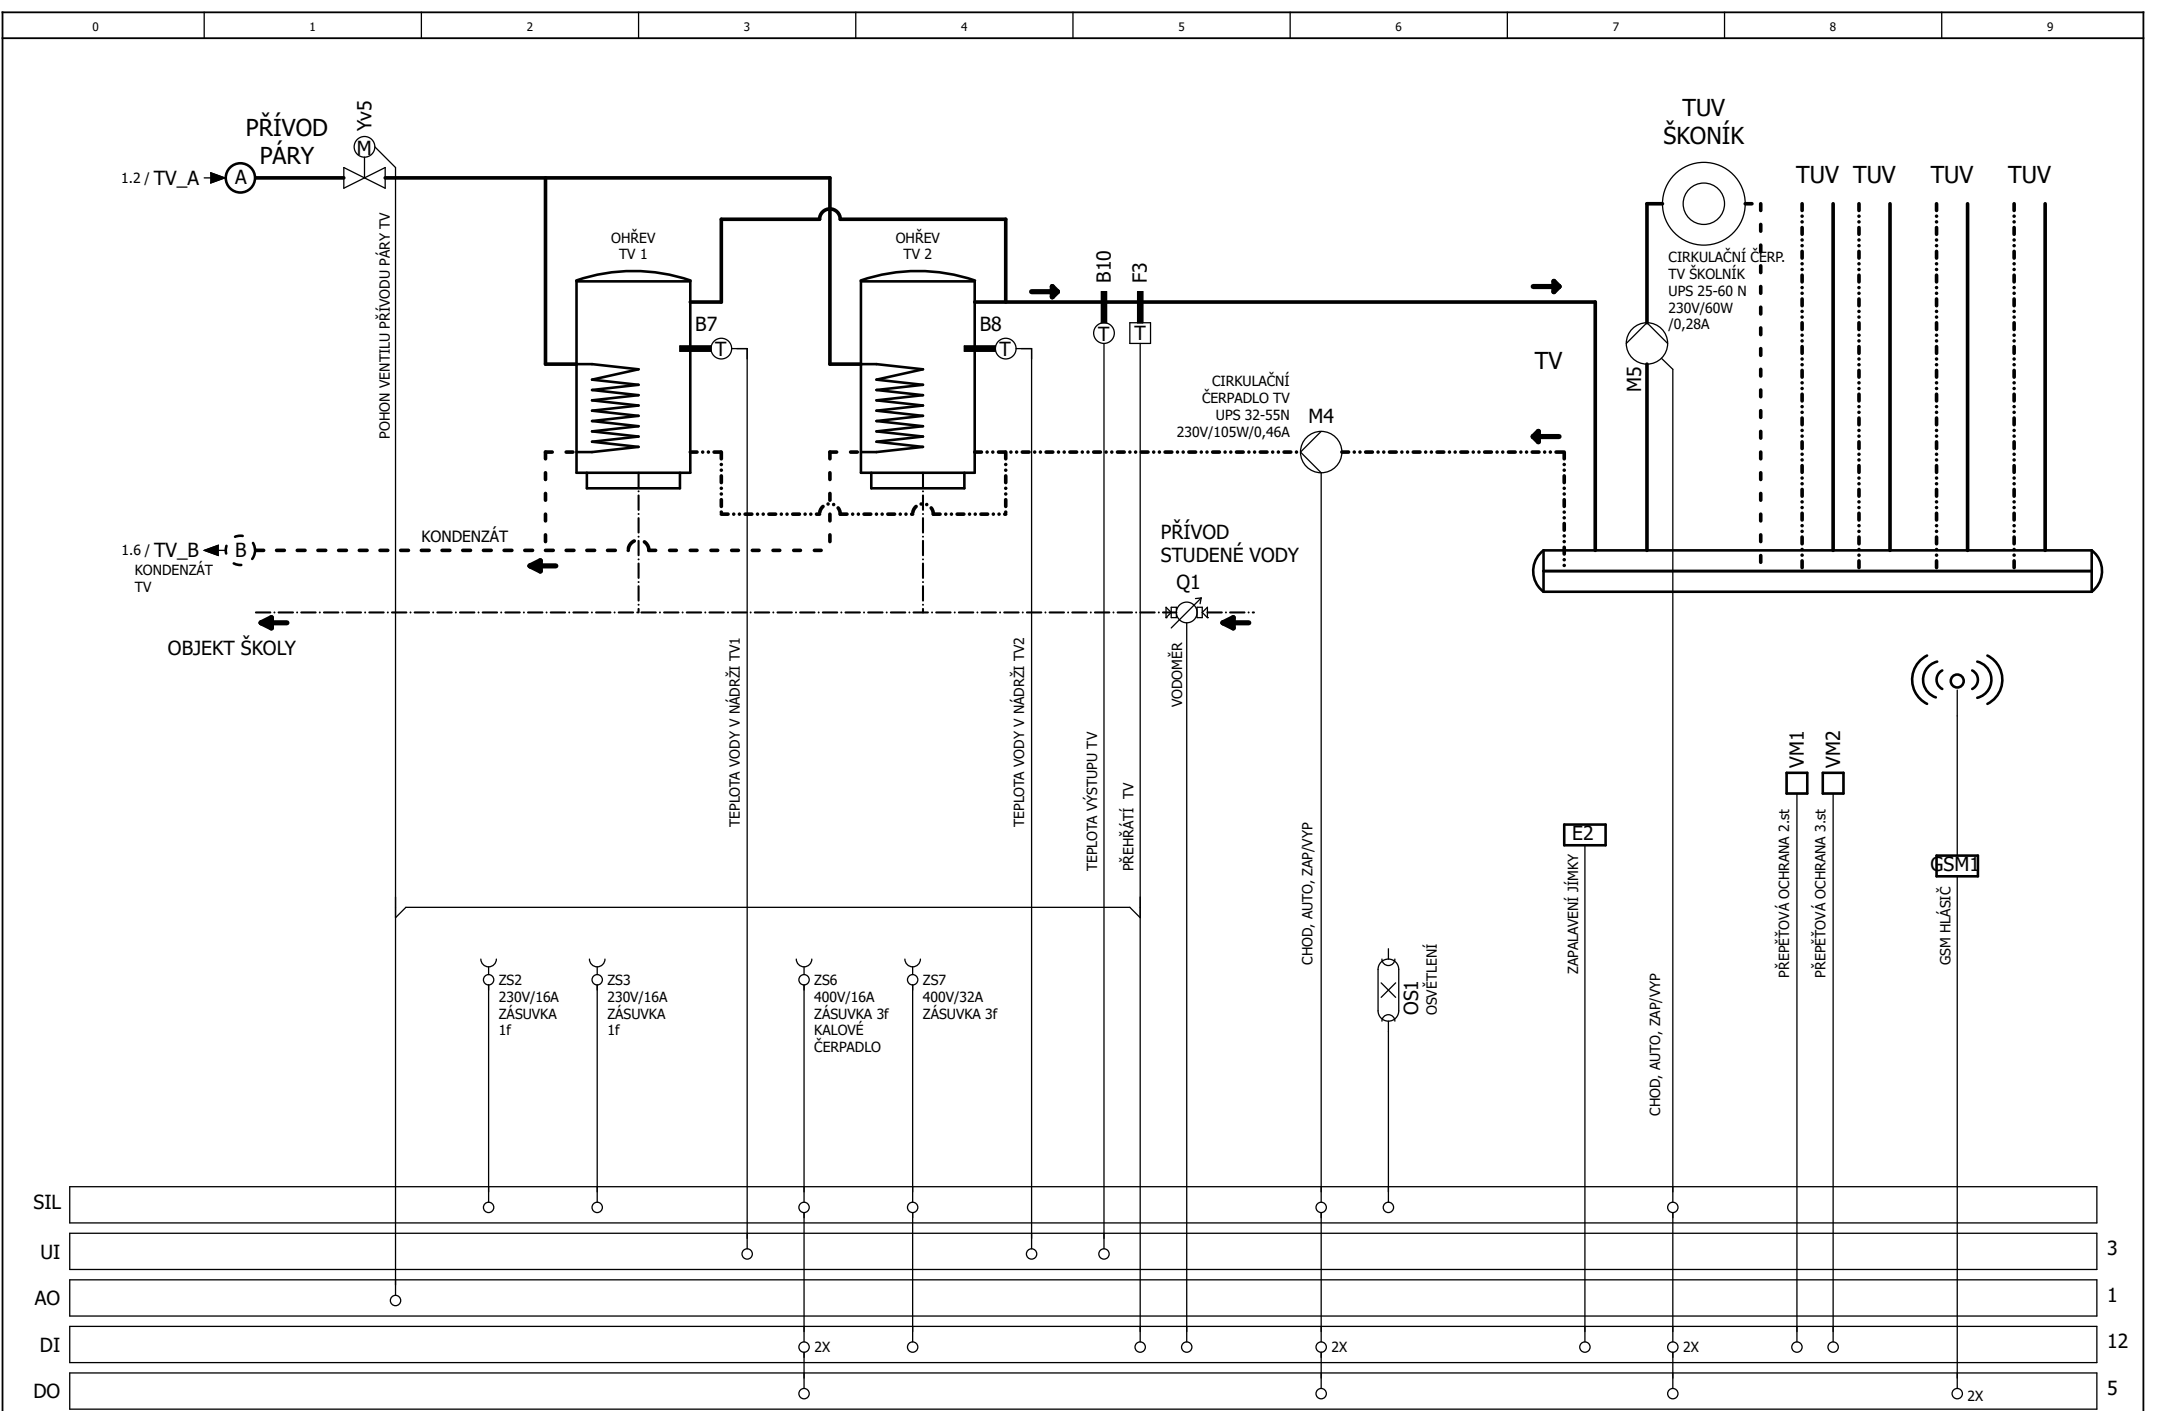 0 1 2 3 4 5 6 7 8 9
PŘÍVOD
PÁRY
Yv5
M
1.2 / TV_A
A
POHON VENTILU PŘÍVODU PÁRY TV
OHŘEV
TV 1
B7
T
OHŘEV
TV 2
B8
T
B10
T
F3
T
CIRKULAČNÍ
ČERPADLO TV
UPS 32-55N
230V/105W/0,46A
M4
TV
TUV
ŠKONÍK
CIRKULAČNÍ ČERP.
TV ŠKOLNÍK
UPS 25-60 N
230V/60W
/0,28A
M5
TUV TUV TUV TUV
KONDENZÁT
1.6 / TV_B
B
KONDENZÁT
TV
PŘÍVOD
STUDENÉ VODY
Q1
OBJEKT ŠKOLY
TEPLOTA VODY V NÁDRŽI TV1
TEPLOTA VODY V NÁDRŽI TV2
TEPLOTA VÝSTUPU TV
PŘEHŘÁTÍ TV
VODOMĚR
CHOD, AUTO, ZAP/VYP
E2
ZAPALAVENÍ JÍMKY
CHOD, AUTO, ZAP/VYP
VM1
PŘEPĚŤOVÁ OCHRANA 2.st
VM2
PŘEPĚŤOVÁ OCHRANA 3.st
GSM1
GSM HLÁSIČ
ZS2
230V/16A
ZÁSUVKA
1f
ZS3
230V/16A
ZÁSUVKA
1f
ZS6
400V/16A
ZÁSUVKA 3f
KALOVÉ
ČERPADLO
ZS7
400V/32A
ZÁSUVKA 3f
OS1
OSVĚTLENÍ
SIL
UI 3
AO 1
DI 2X 2X 2X 12
DO 2X 5